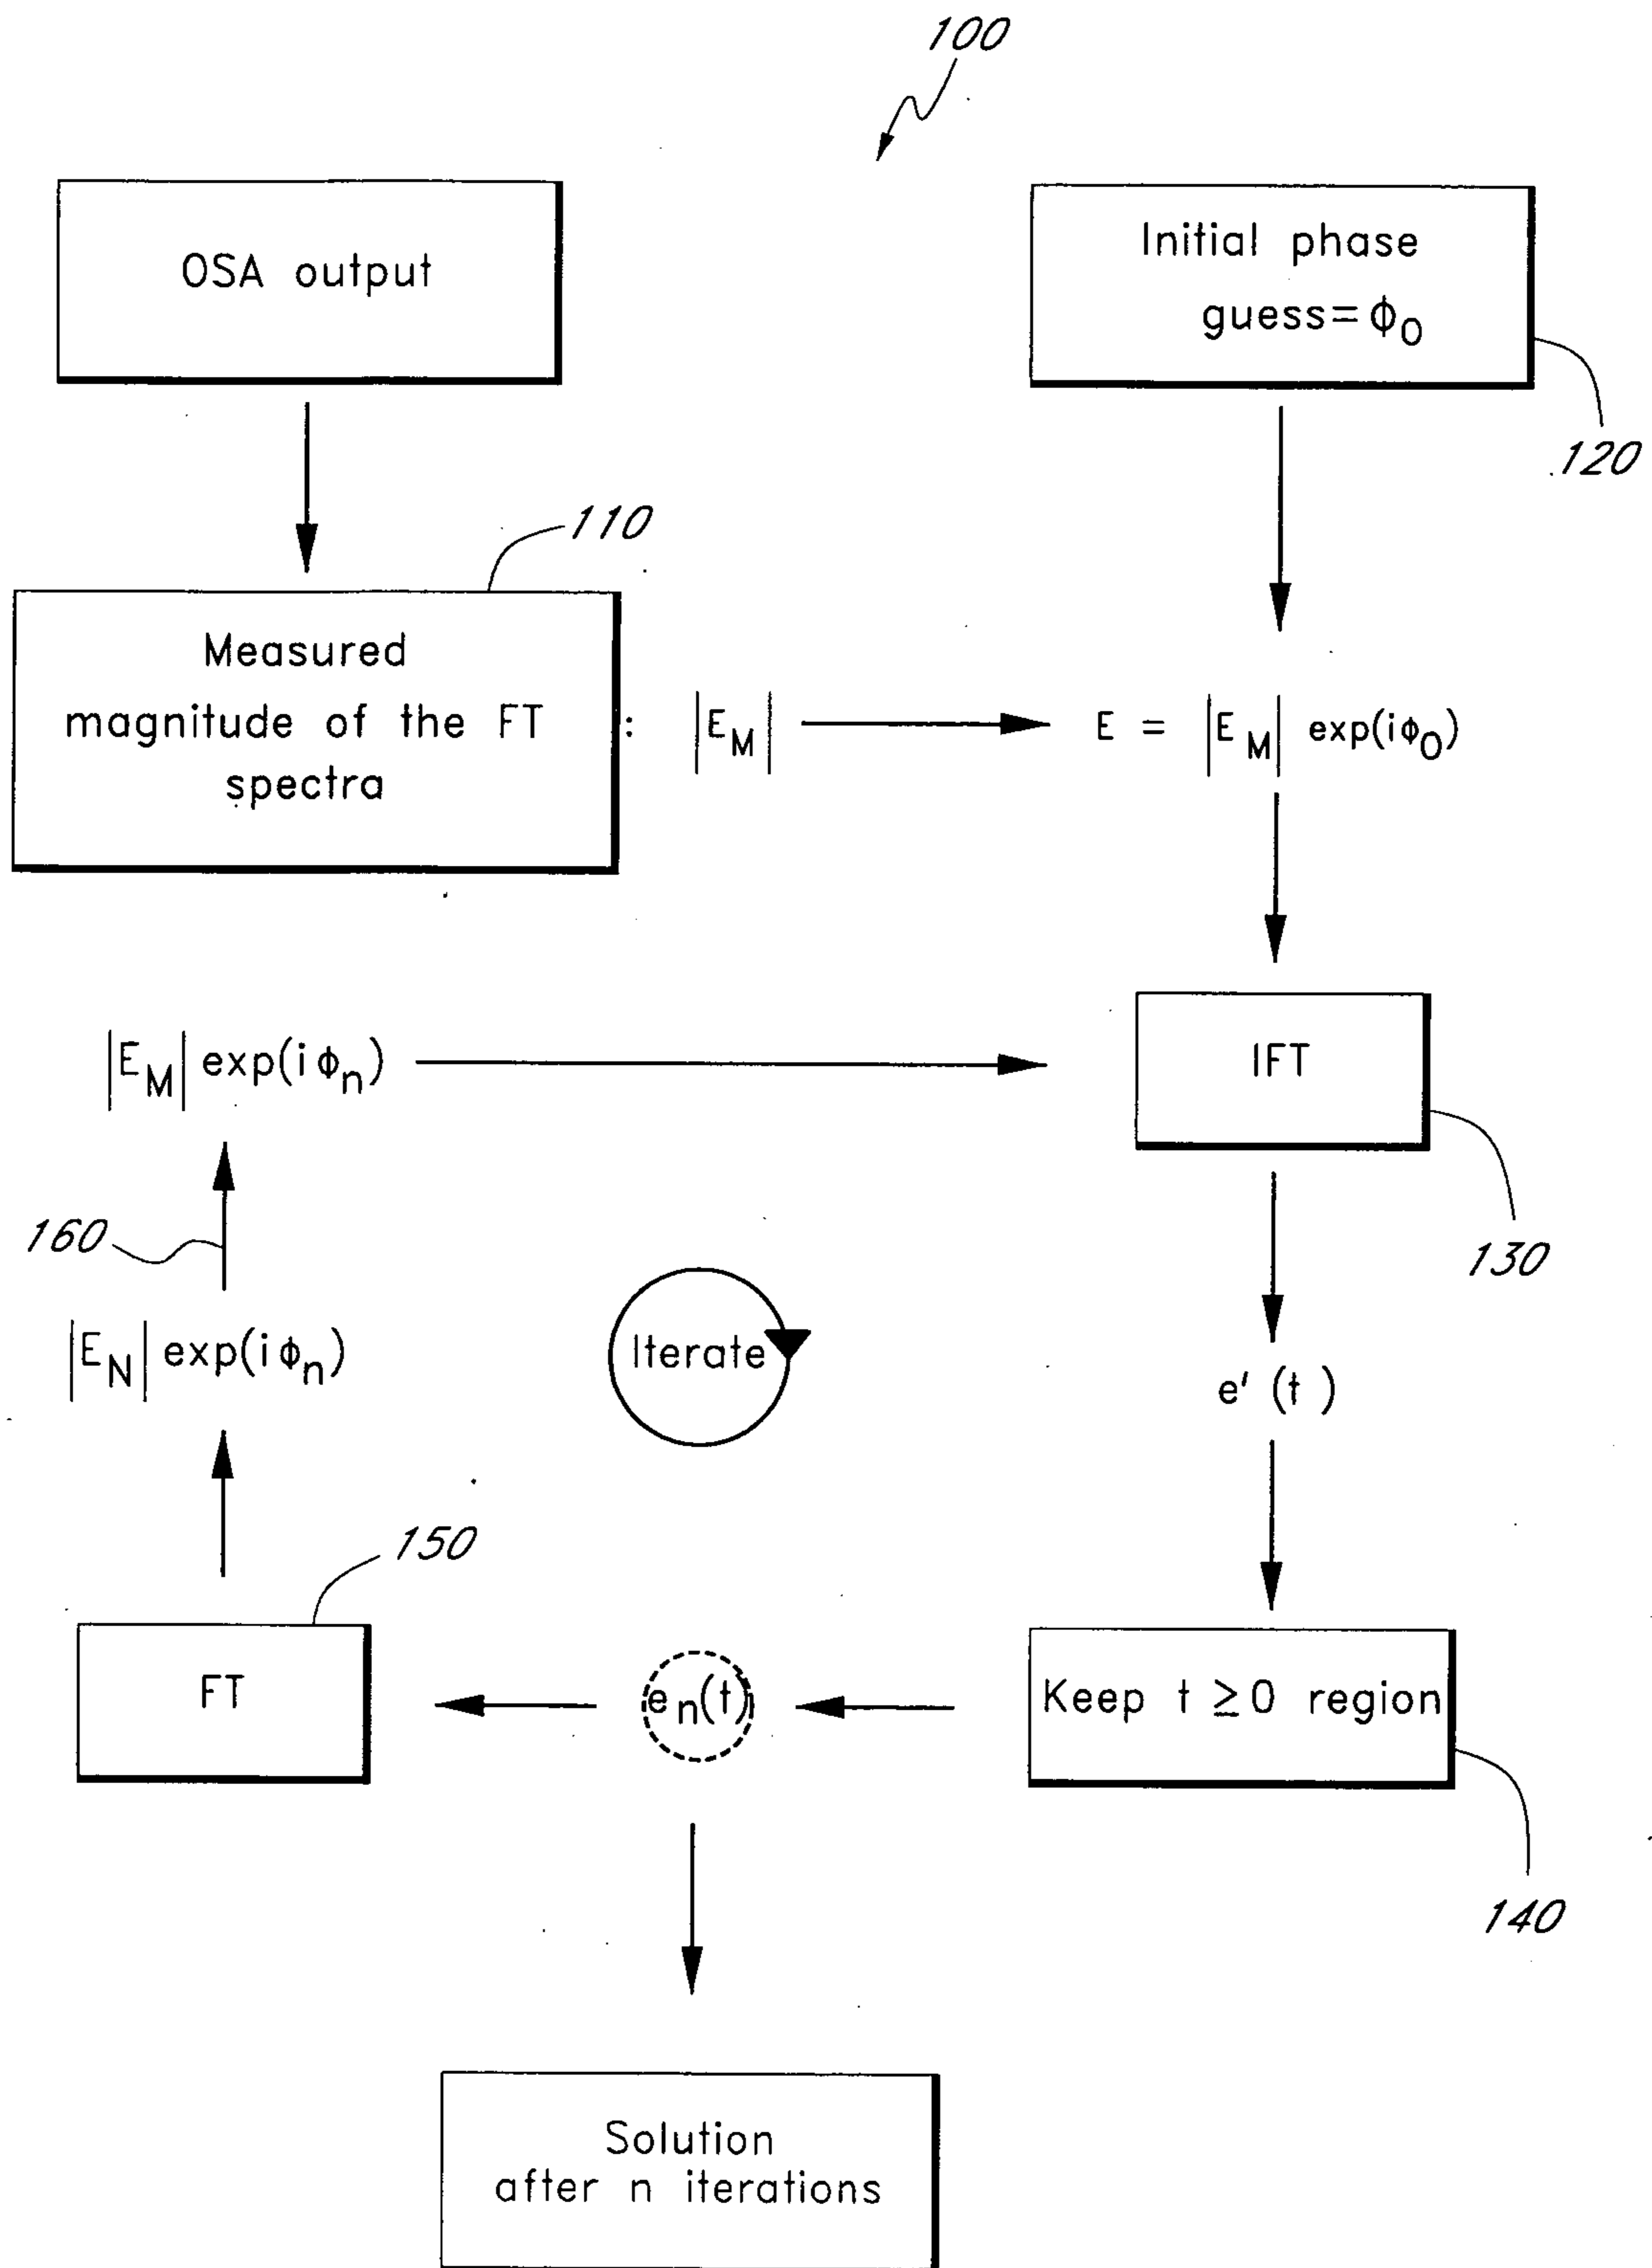 100
OSA output
Initial phase
guess=ϕ0
120
110
Measured
magnitude of the FT
spectra
: |EM|
E = |EM| exp(iϕ0)
|EM| exp(iϕn)
IFT
130
160
|EN| exp(iϕn)
Iterate
e' (t)
150
FT
en(t)
Keep t ≥0 region
140
Solution
after n iterations